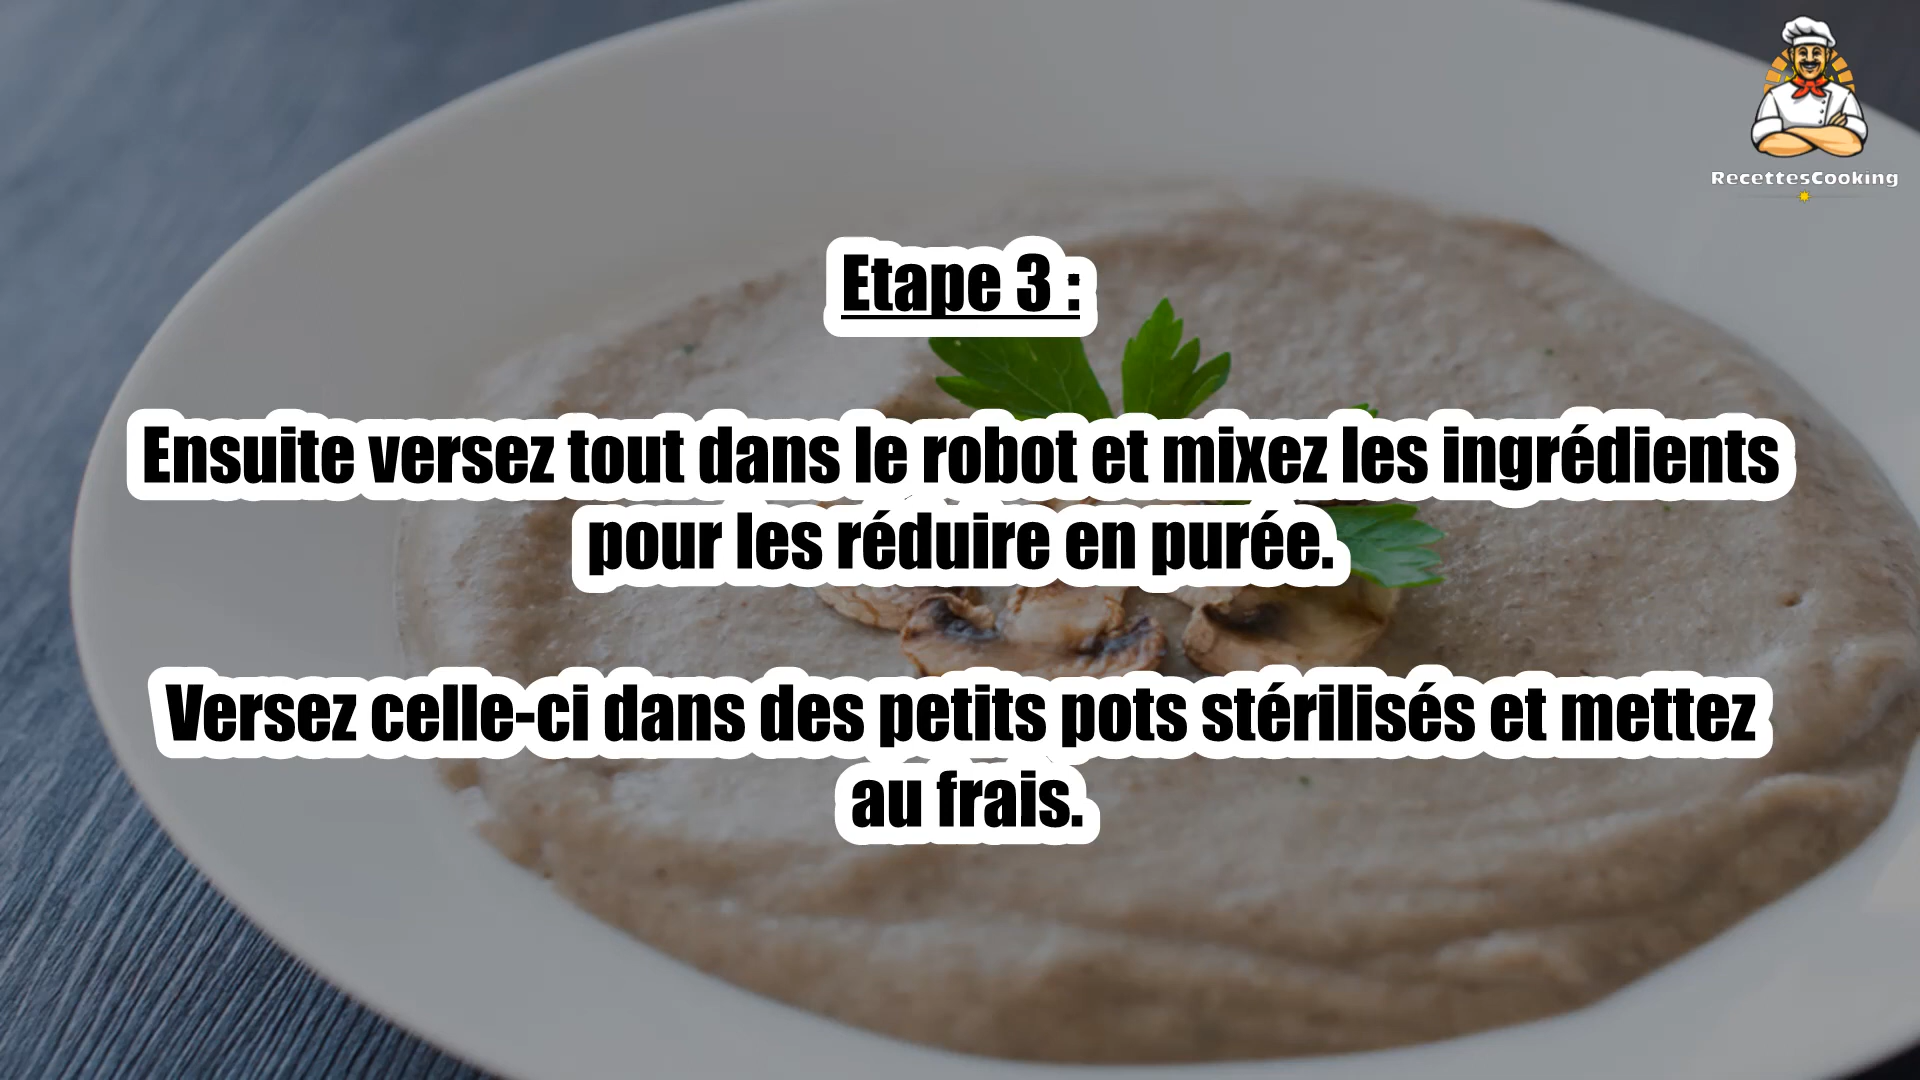 RecettesCooking
Etape 3 :
Ensuite versez tout dans le robot et mixez les ingrédients
pour les réduire en purée.
Versez celle-ci dans des petits pots stérilisés et mettez
au frais.